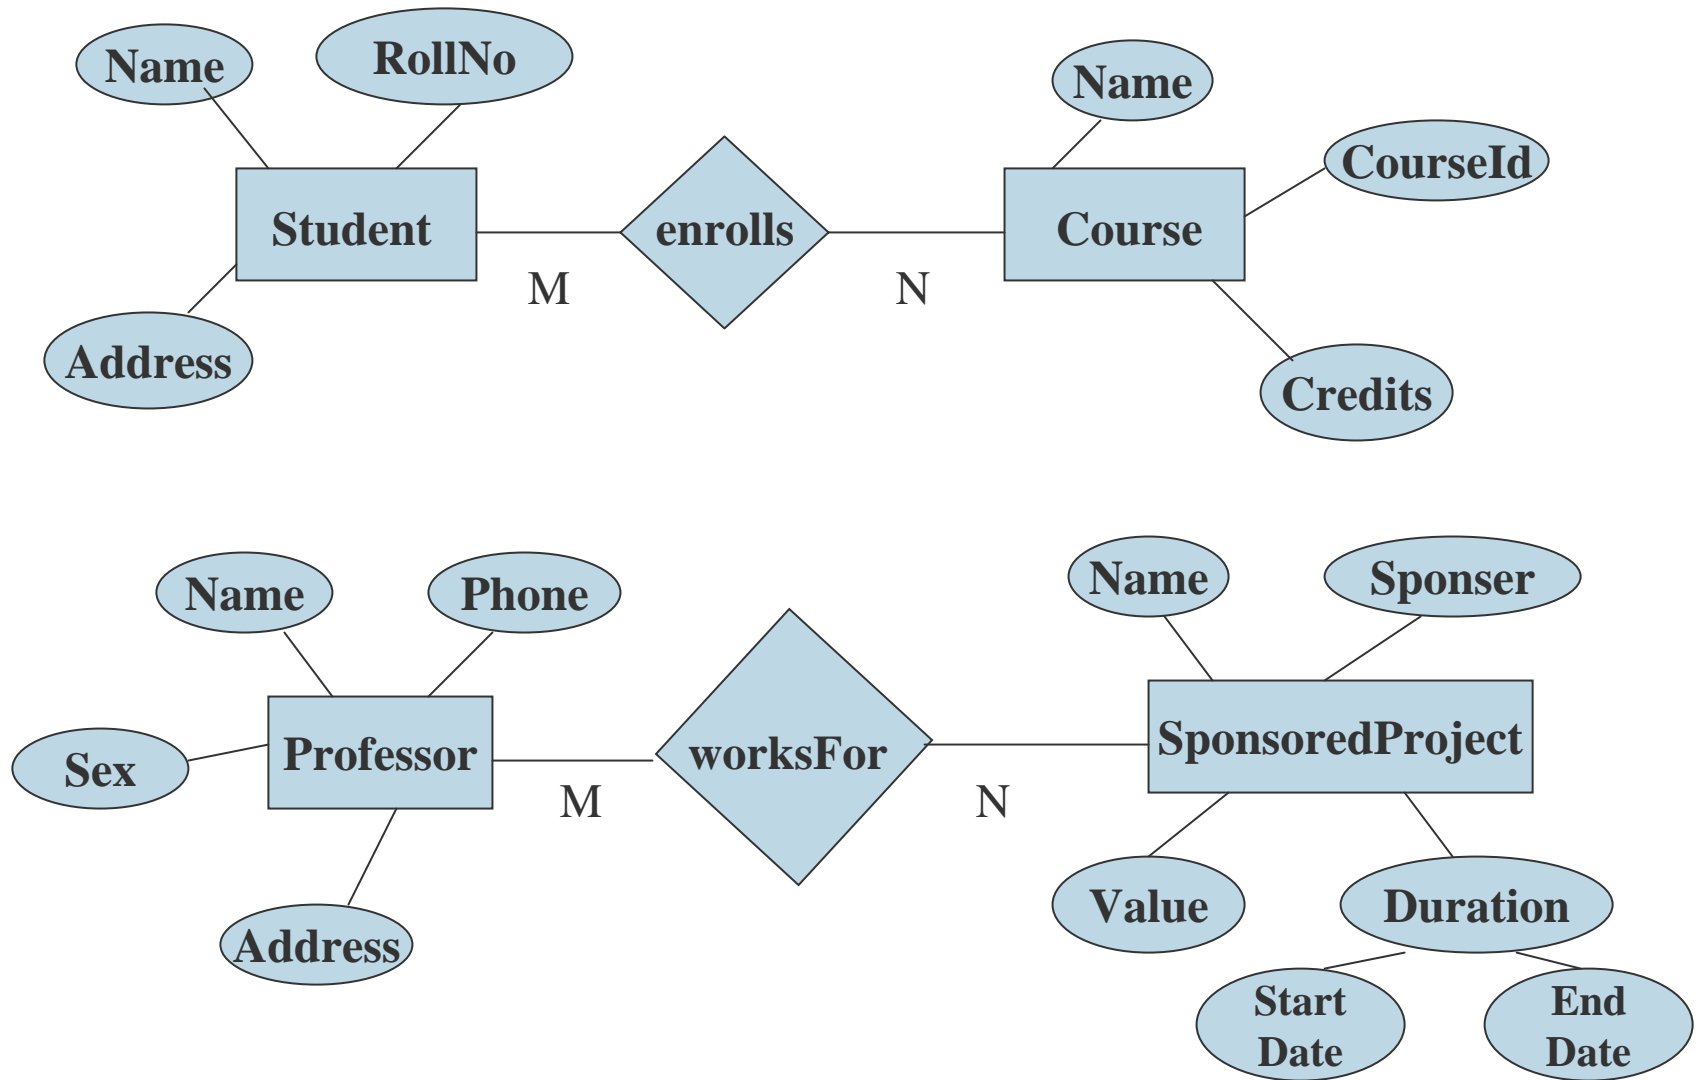 Name
RollNo
Name
CourseId
Student
enrolls
Course
M
N
Address
Credits
Name
Phone
Name
Sponser
Sex
Professor
worksFor
SponsoredProject
M
N
Address
Value
Duration
Start
Date
End
Date